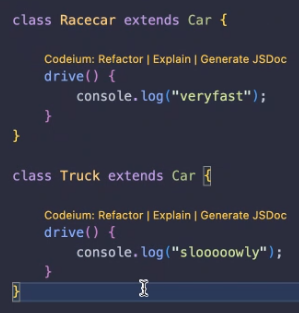 class Racecar extends Car {
Codeium: Refactor | Explain | Generate JSDoc
drive() {
console.log("veryfast");
}
}
class Truck extends Car {
Codeium: Refactor | Explain | Generate JSDoc
drive() {
console.log("slooooowly");
}
}